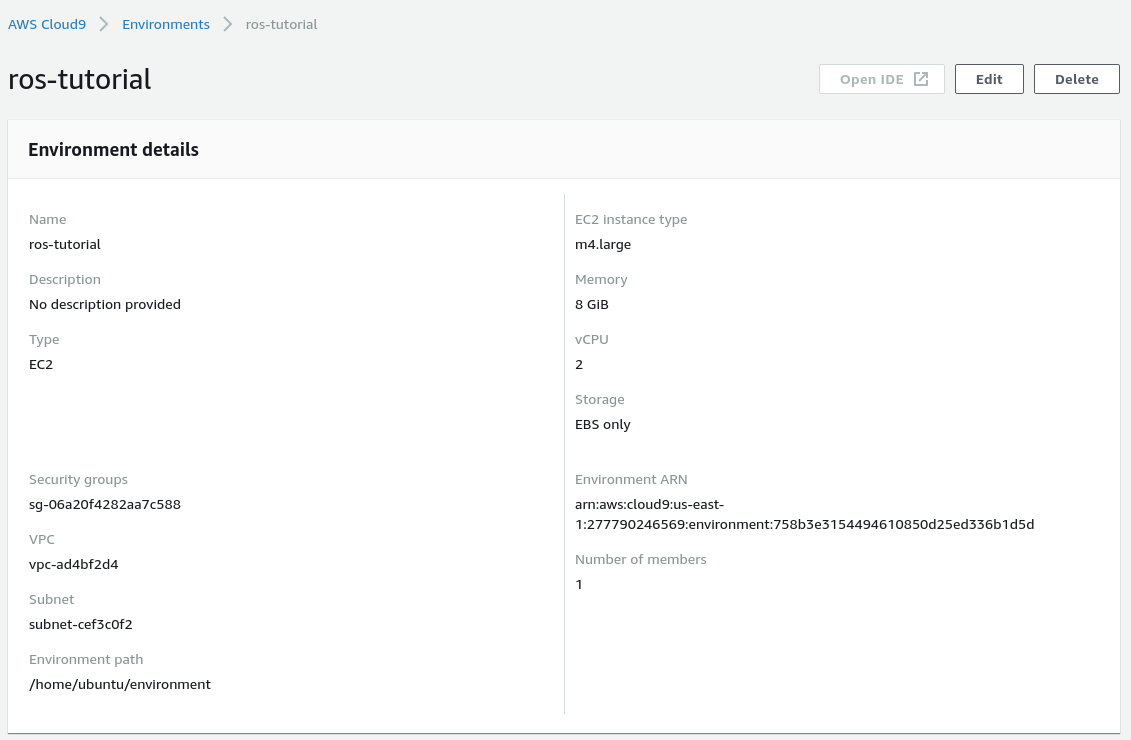 AWS Cloud9 > Environments > ros-tutorial
ros-tutorial
Open IDE
Edit
Delete
Environment details
Name
ros-tutorial
Description
No description provided
Type
EC2
EC2 instance type
m4.large
Memory
8 GiB
vCPU
2
Storage
EBS only
Security groups
sg-06a20f4282aa7c588
VPC
vpc-ad4bf2d4
Subnet
subnet-cef3c0f2
Environment path
/home/ubuntu/environment
Environment ARN
arn:aws:cloud9:us-east-
1:277790246569:environment:758b3e3154494610850d25ed336b1d5d
Number of members
1